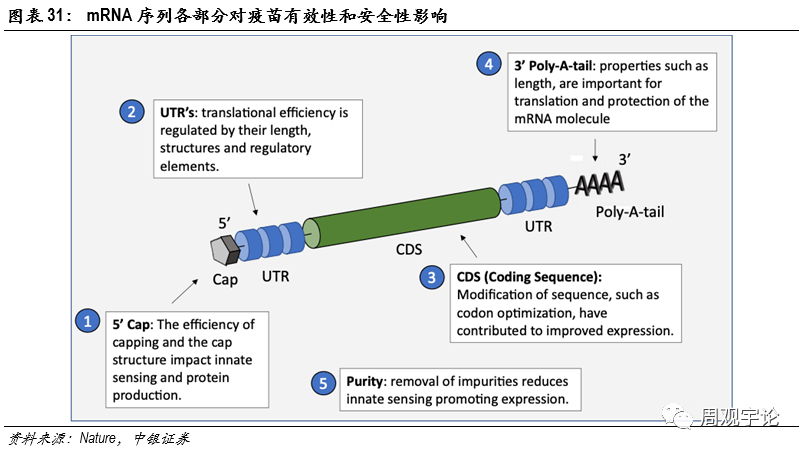 图表 31： mRNA 序列各部分对疫苗有效性和安全性影响
4
3’ Poly-A-tail: properties such as
length, are important for
translation and protection of the
mRNA molecule
2
UTR’s: translational efficiency is
regulated by their length,
structures and regulatory
elements.
3’
AAAA
Poly-A-tail
5’
UTR
CDS
UTR
Cap
3
CDS (Coding Sequence):
Modification of sequence, such as
codon optimization, have
contributed to improved expression.
1
5’ Cap: The efficiency of
capping and the cap
structure impact innate
sensing and protein
production.
5
Purity: removal of impurities reduces
innate sensing promoting expression.
周观宇论
资料来源：Nature，中银证券